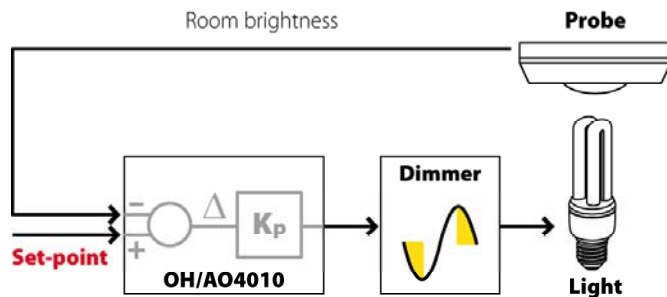 Room brightness
Probe
Dimmer
−
Δ
Kp
+
Set-point
OH/AO4010
Light